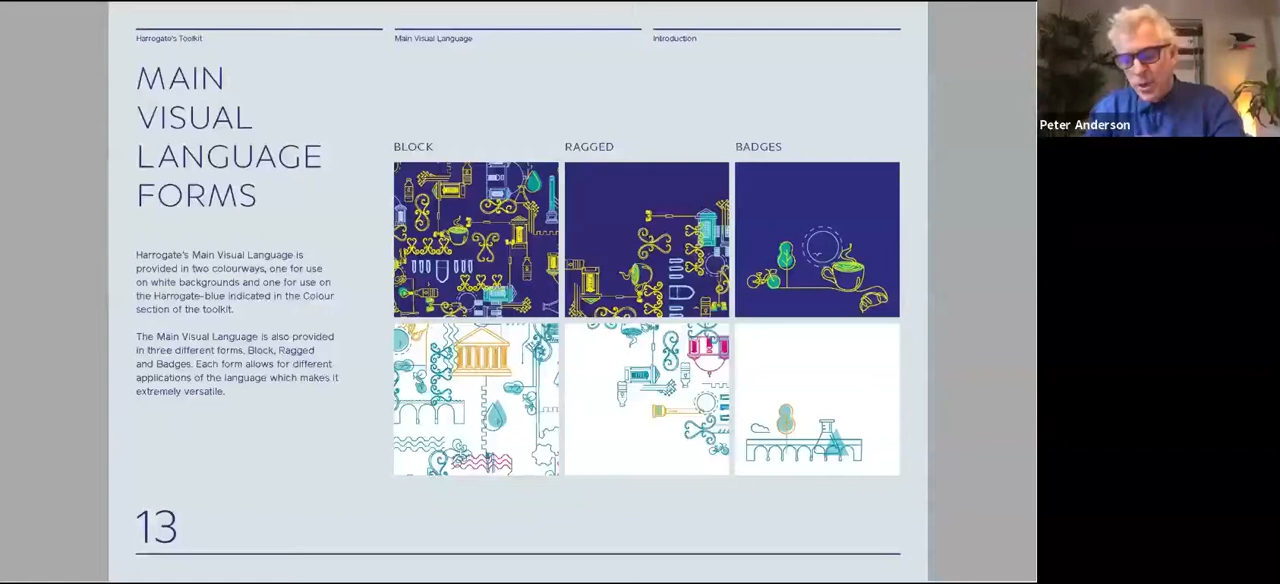 Harrogate's Toolkit
Main Visual Language
Introduction
MAIN
VISUAL
LANGUAGE
FORMS
BLOCK
RAGGED
BADGES
Harrogate's Main Visual Language is
provided in two colourways, one for use
on white backgrounds and one for use on
the Harrogate-blue indicated in the Colour
section of the toolkit.
The Main Visual Language is also provided
in three different forms, Block, Ragged
and Badges. Each form allows for different
applications of the language which makes it
extremely versatile.
13
Peter Anderson